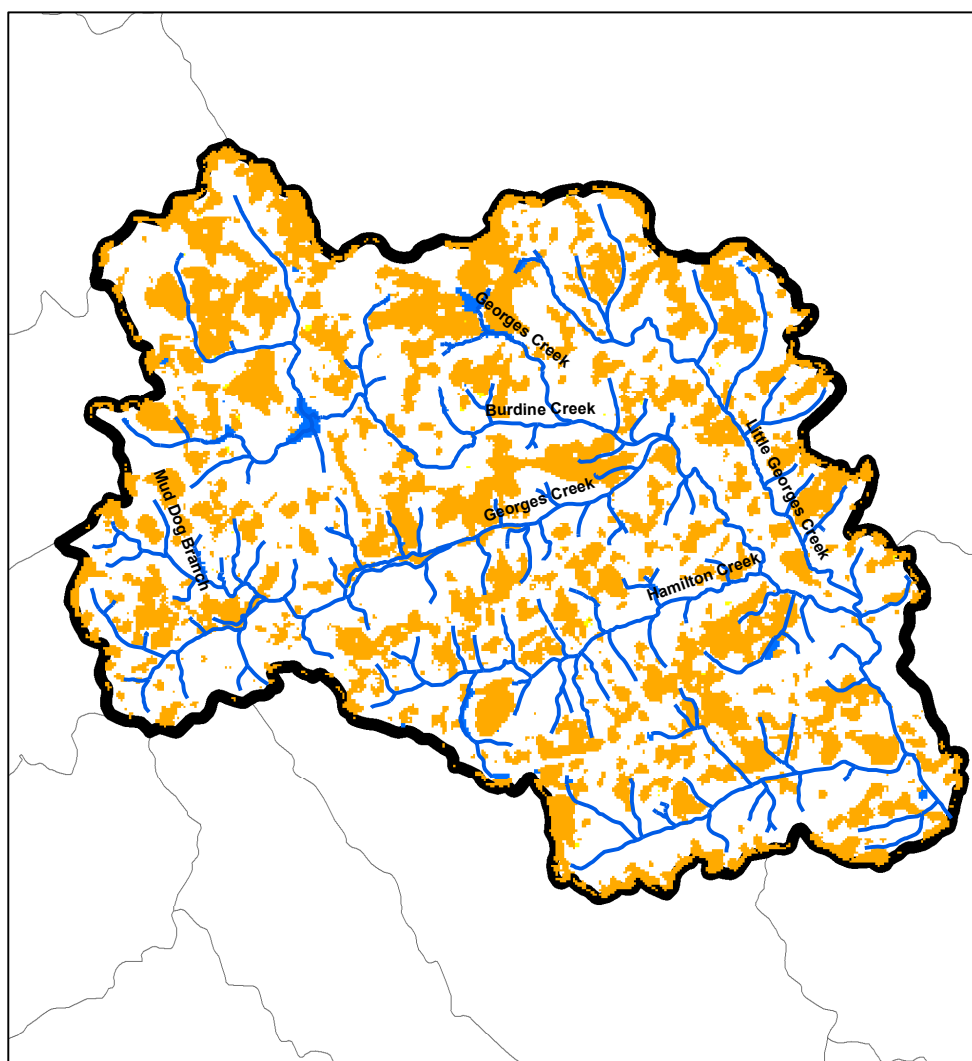 Georges Creek
Burdine Creek
Little Georges Creek
Mud Dog Branch
Georges Creek
Hamilton Creek